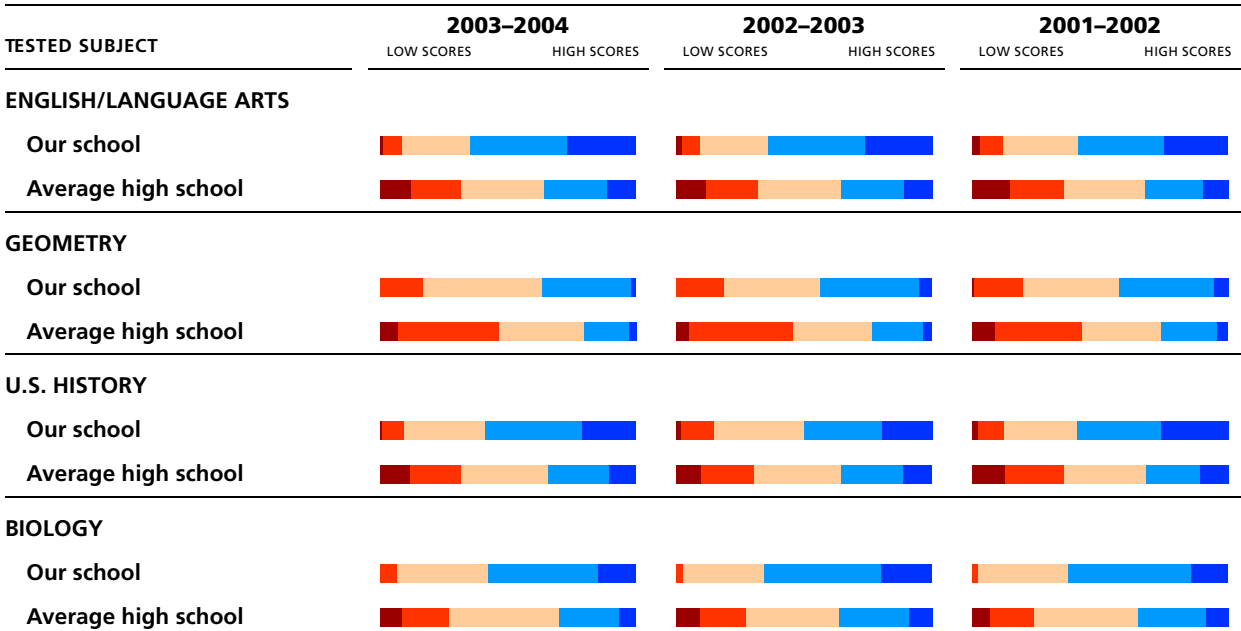 2003–2004 2002–2003 2001–2002
TESTED SUBJECT LOW SCORES HIGH SCORES LOW SCORES HIGH SCORES LOW SCORES HIGH SCORES
ENGLISH/LANGUAGE ARTS
Our school
Average high school
GEOMETRY
Our school
Average high school
U.S. HISTORY
Our school
Average high school
BIOLOGY
Our school
Average high school